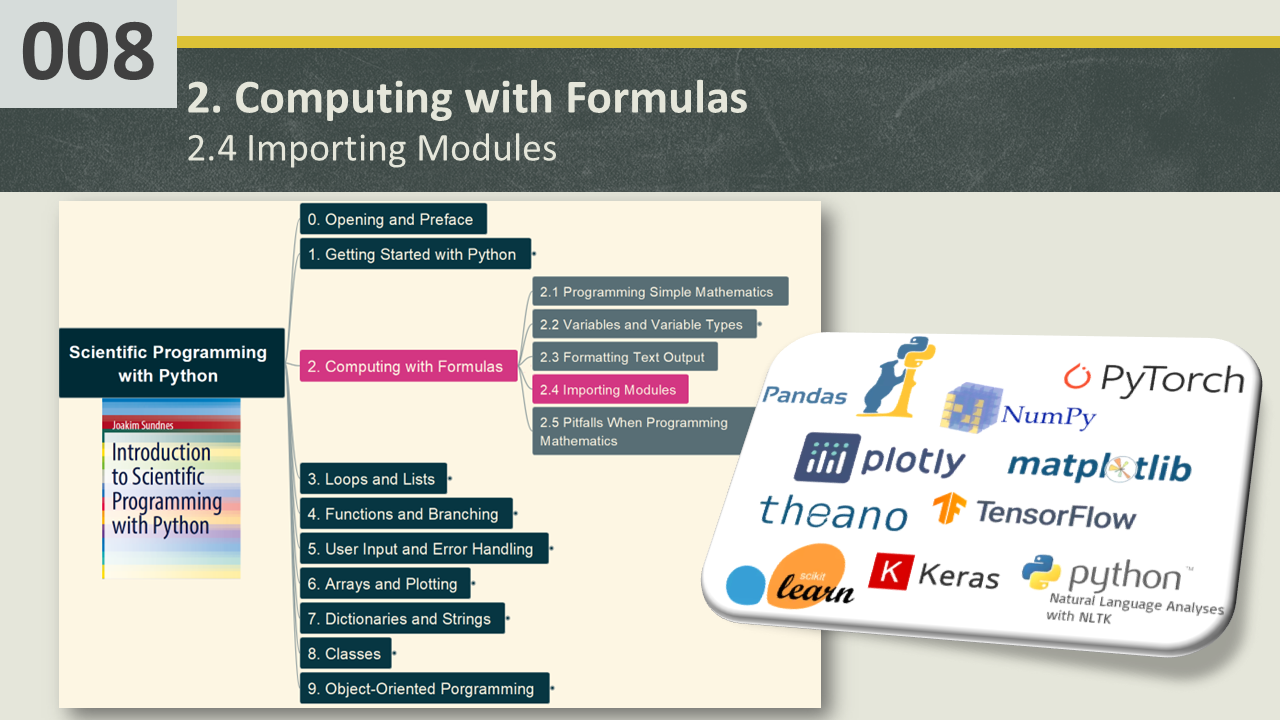 008
2. Computing with Formulas
2.4 Importing Modules
0. Opening and Preface
1. Getting Started with Python
2.1 Programming Simple Mathematics
2.2 Variables and Variable Types
2.3 Formatting Text Output
2.4 Importing Modules
2.5 Pitfalls When Programming
Mathematics
Scientific Programming
with Python
2. Computing with Formulas
Joakim Sundnes
Introduction
to Scientific
Programming
with Python
3. Loops and Lists
4. Functions and Branching
5. User Input and Error Handling
6. Arrays and Plotting
7. Dictionaries and Strings
8. Classes
9. Object-Oriented Porgramming
Pandas
PyTorch
NumPy
plotly
matplotlib
theano
TensorFlow
scikit
learn
K Keras
python™
Natural Language Analyses
with NLTK